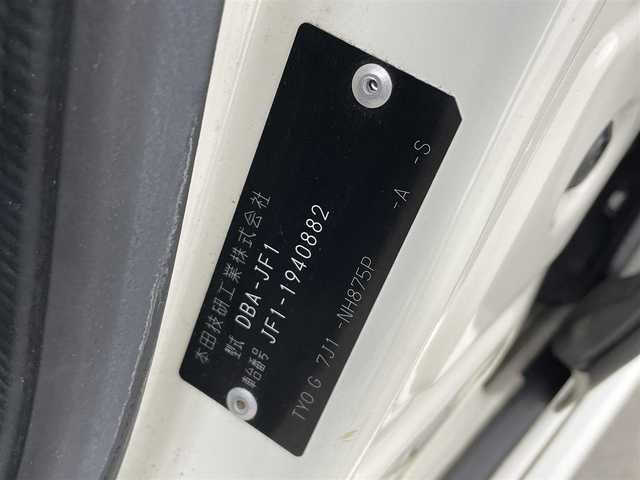 本田技研工業株式会社
型式 DBA-JF1
車台番号 JF1-1940882
TYO G 7J1 -NH875P -A -S